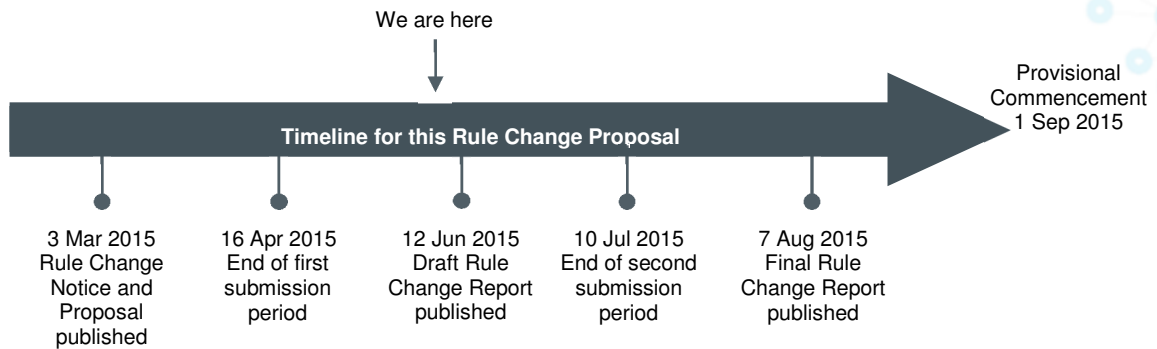 We are here
Provisional
Commencement
1 Sep 2015
Timeline for this Rule Change Proposal
3 Mar 2015
Rule Change
Notice and
Proposal
published
16 Apr 2015
End of first
submission
period
12 Jun 2015
Draft Rule
Change Report
published
10 Jul 2015
End of second
submission
period
7 Aug 2015
Final Rule
Change Report
published